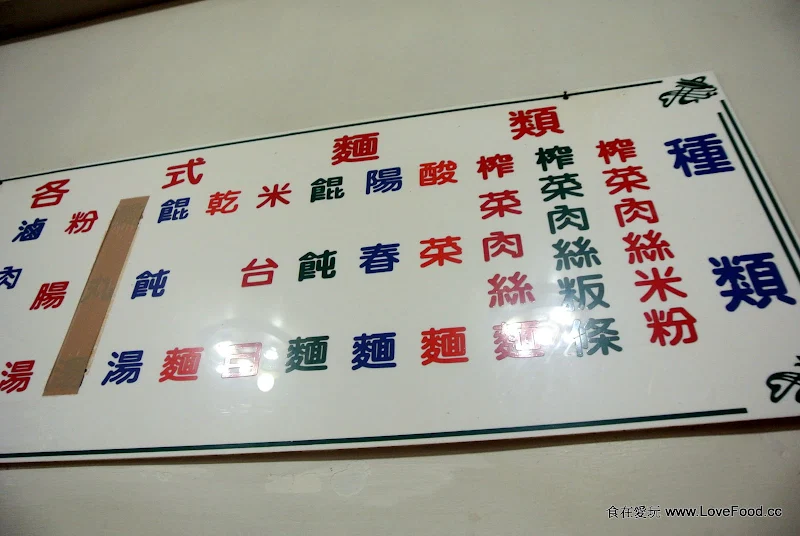 各式麵類
種類
榨菜肉絲米粉
榨菜肉絲粄條
榨菜肉絲麵
酸菜麵
陽春麵
餛飩麵
米台目
乾麵
餛飩湯
粉腸湯
滷肉
食在愛玩 www.LoveFood.cc